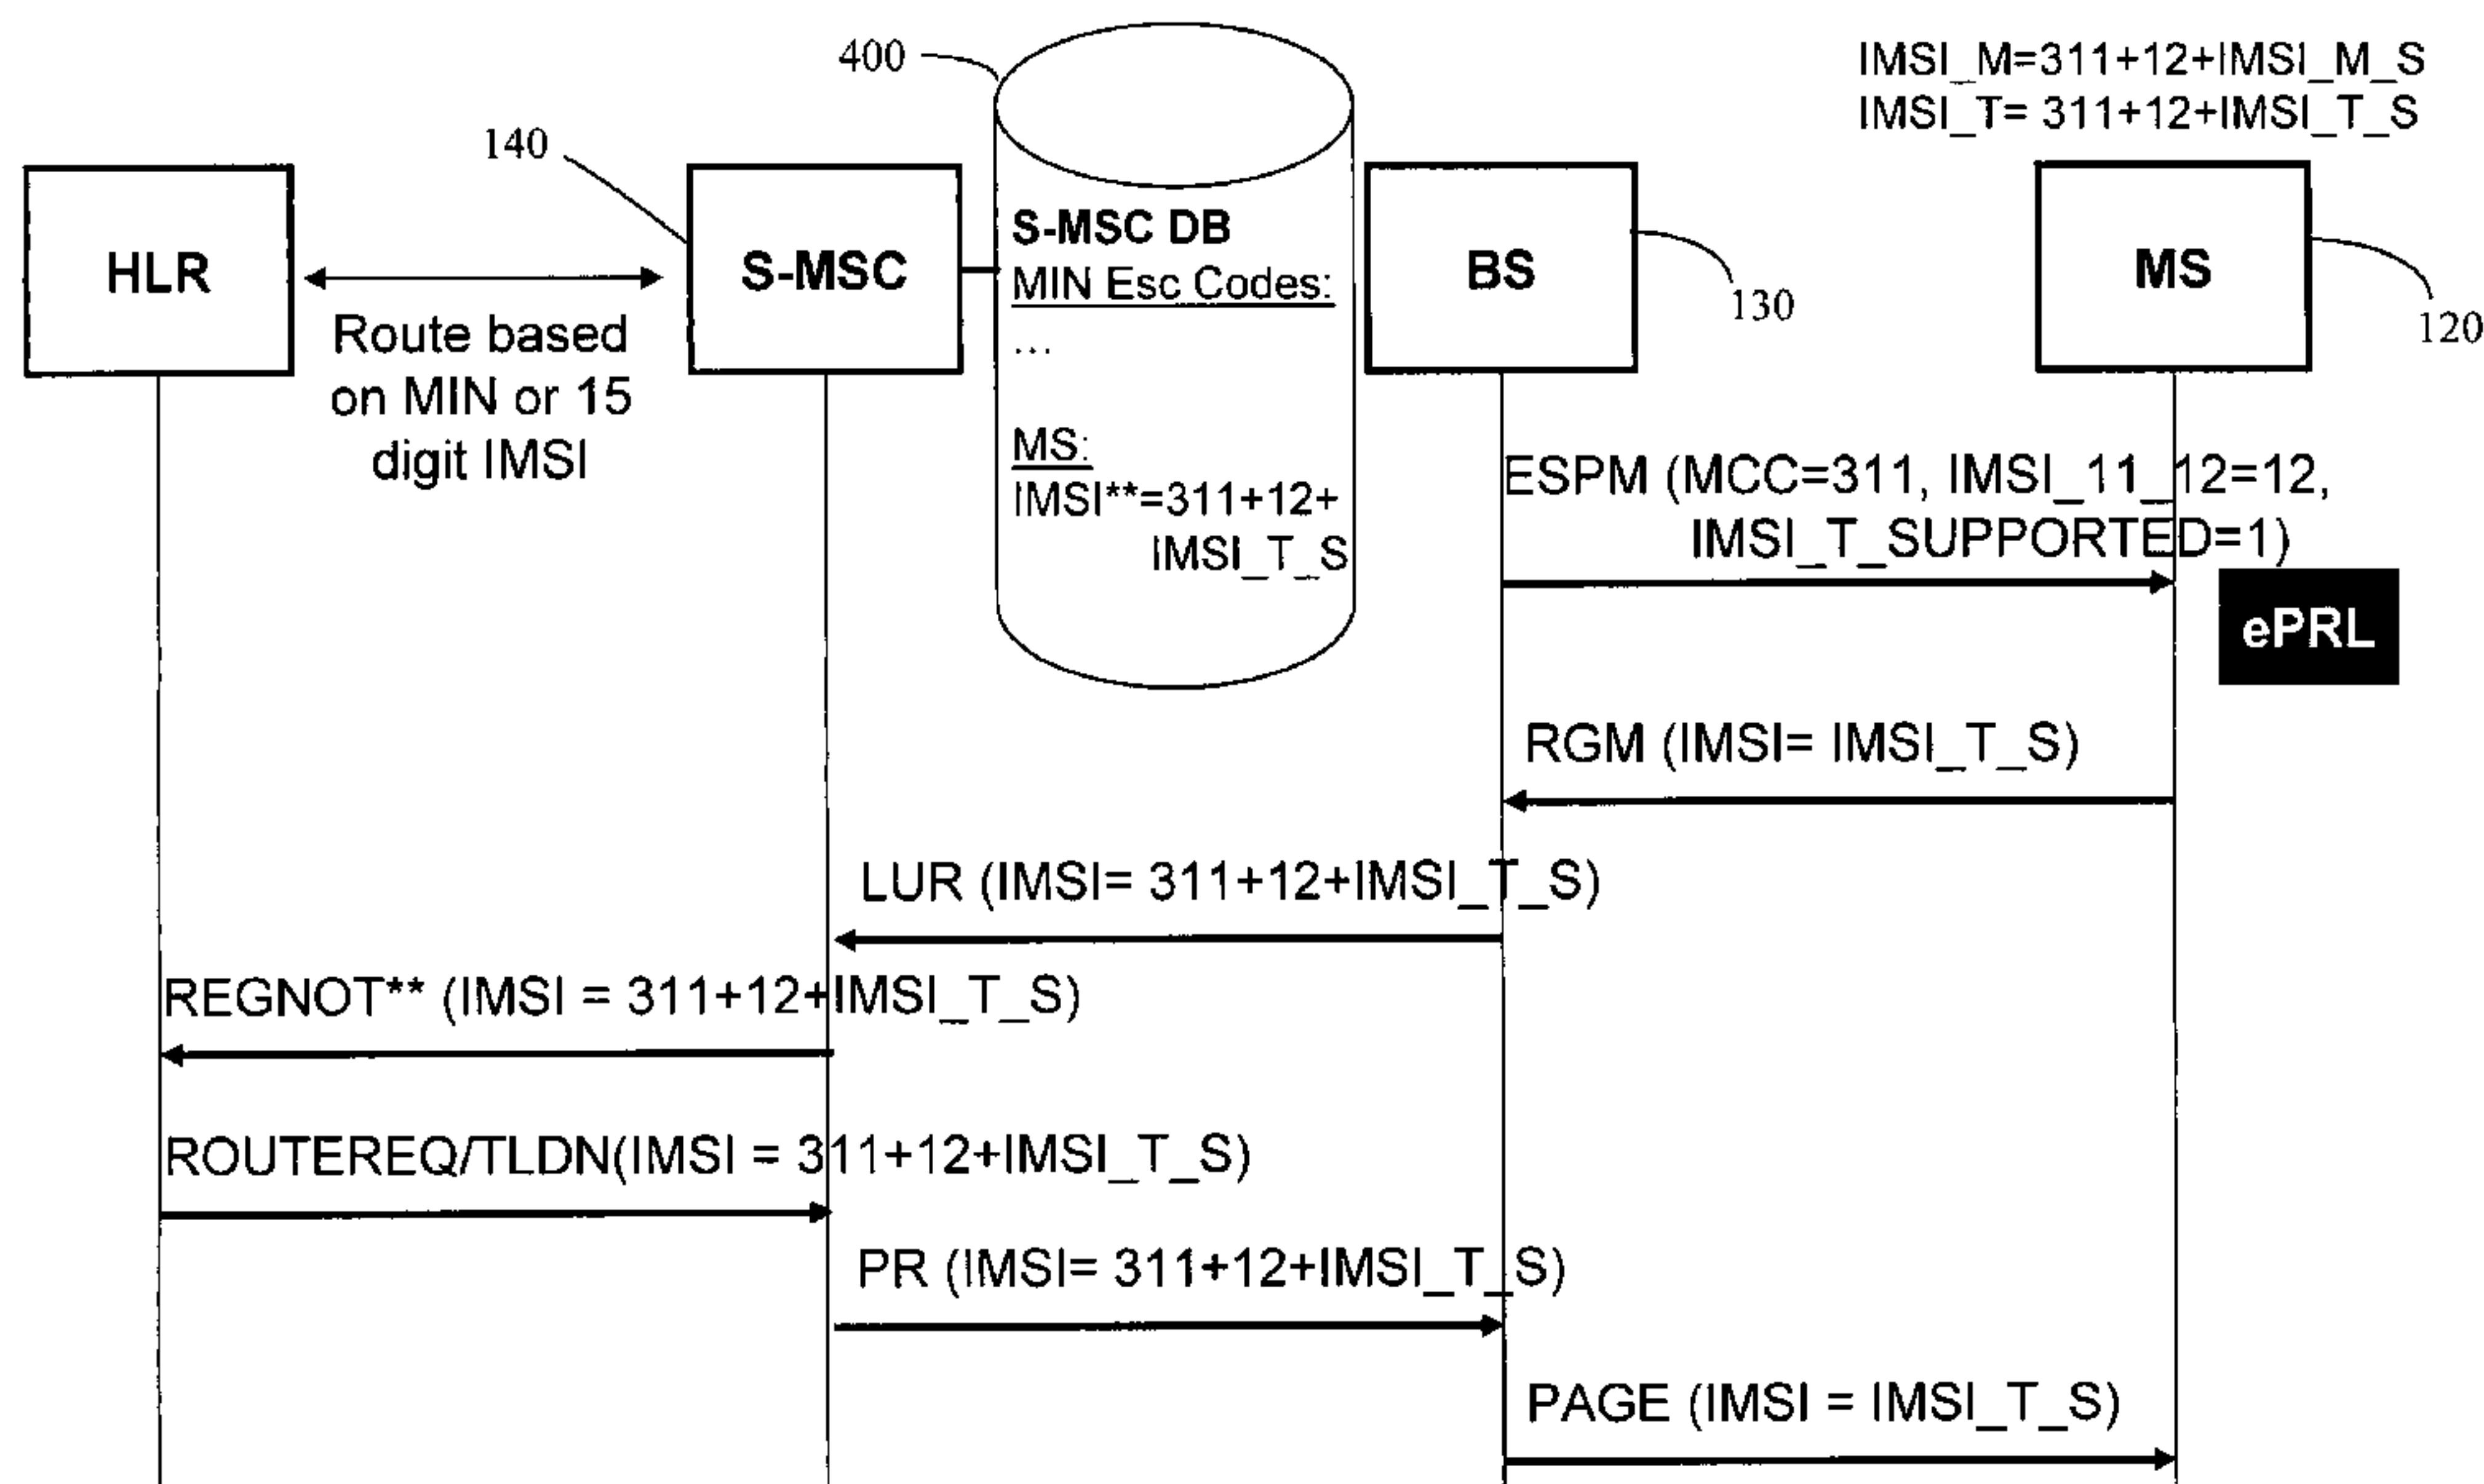 400
IMSI_M=311+12+IMSI_M_S
IMSI_T= 311+12+IMSI_T_S
140
HLR
S-MSC
S-MSC DB
MIN Esc Codes:
...
MS:
IMSI**=311+12+
IMSI_T_S
BS
130
MS
120
Route based
on MIN or 15
digit IMSI
ESPM (MCC=311, IMSI_11_12=12,
IMSI_T_SUPPORTED=1)
ePRL
RGM (IMSI= IMSI_T_S)
LUR (IMSI= 311+12+IMSI_T_S)
REGNOT** (IMSI = 311+12+IMSI_T_S)
ROUTEREQ/TLDN(IMSI = 311+12+IMSI_T_S)
PR (IMSI= 311+12+IMSI_T_S)
PAGE (IMSI = IMSI_T_S)